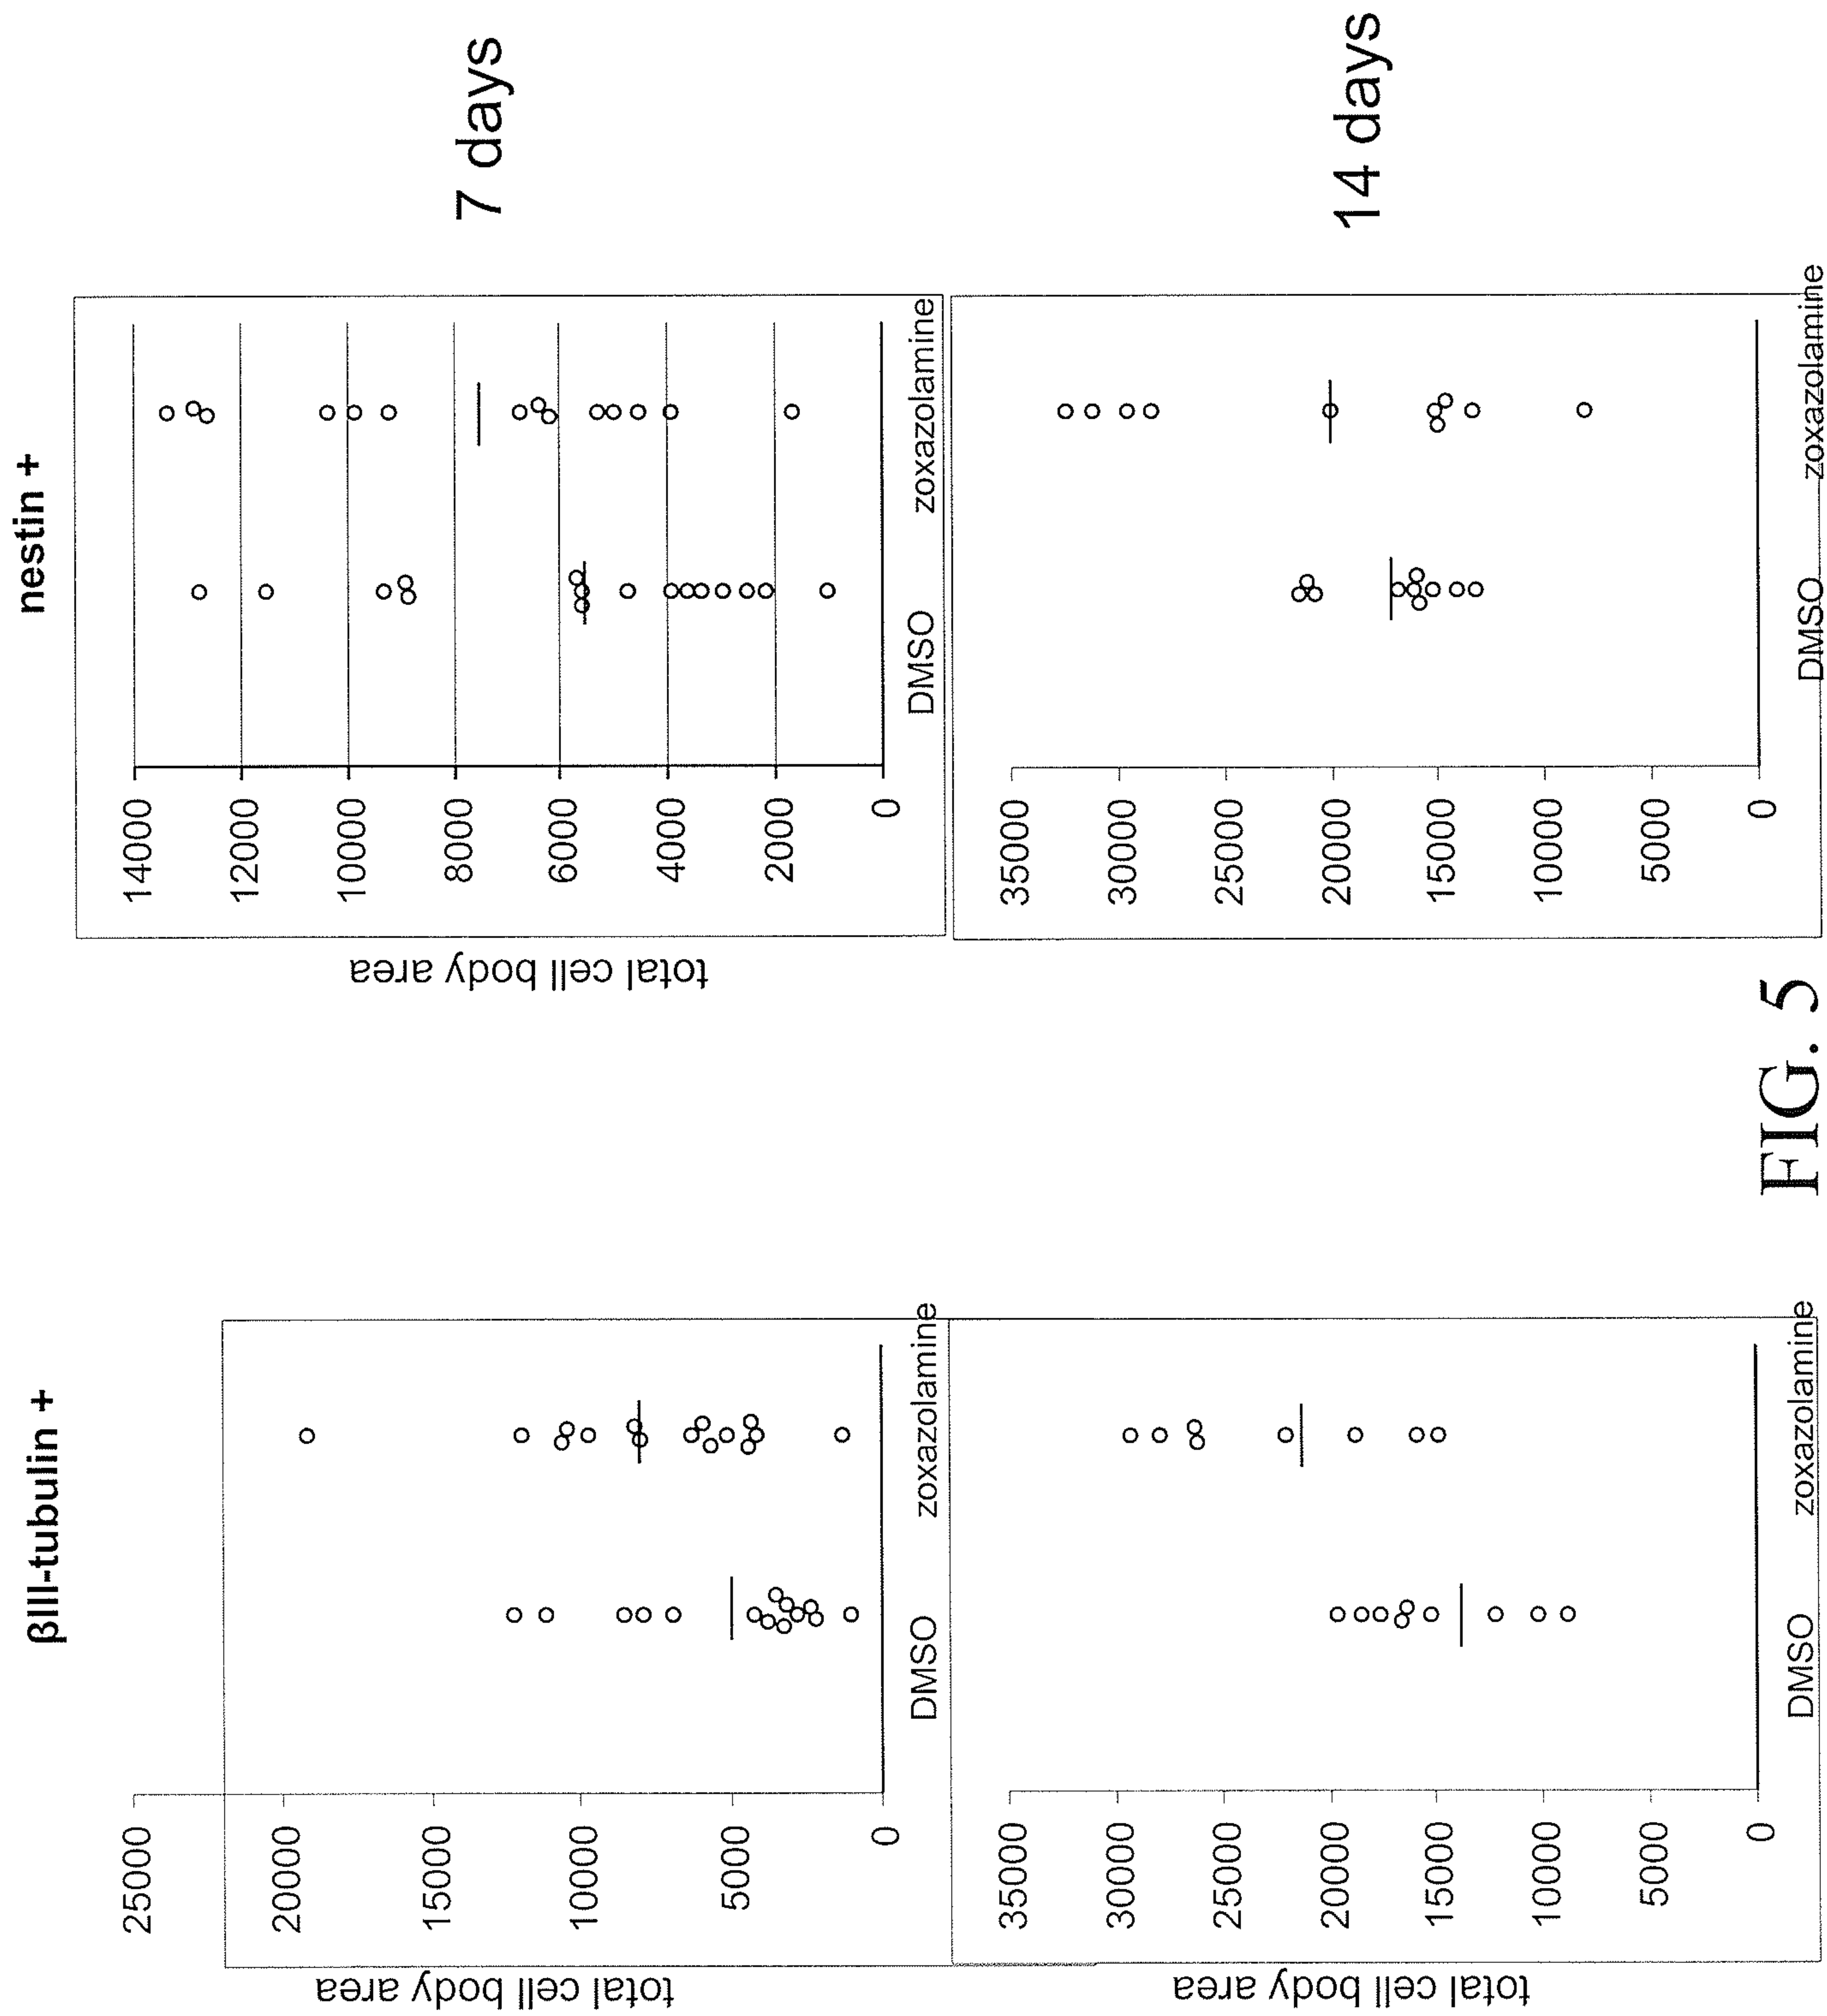 βIII-tubulin +
nestin +
total cell body area
25000
20000
15000
10000
5000
0
DMSO
zoxazolamine
total cell body area
14000
12000
10000
8000
6000
4000
2000
0
DMSO
zoxazolamine
7 days
total cell body area
35000
30000
25000
20000
15000
10000
5000
0
DMSO
zoxazolamine
35000
30000
25000
20000
15000
10000
5000
0
DMSO
zoxazolamine
14 days
FIG. 5